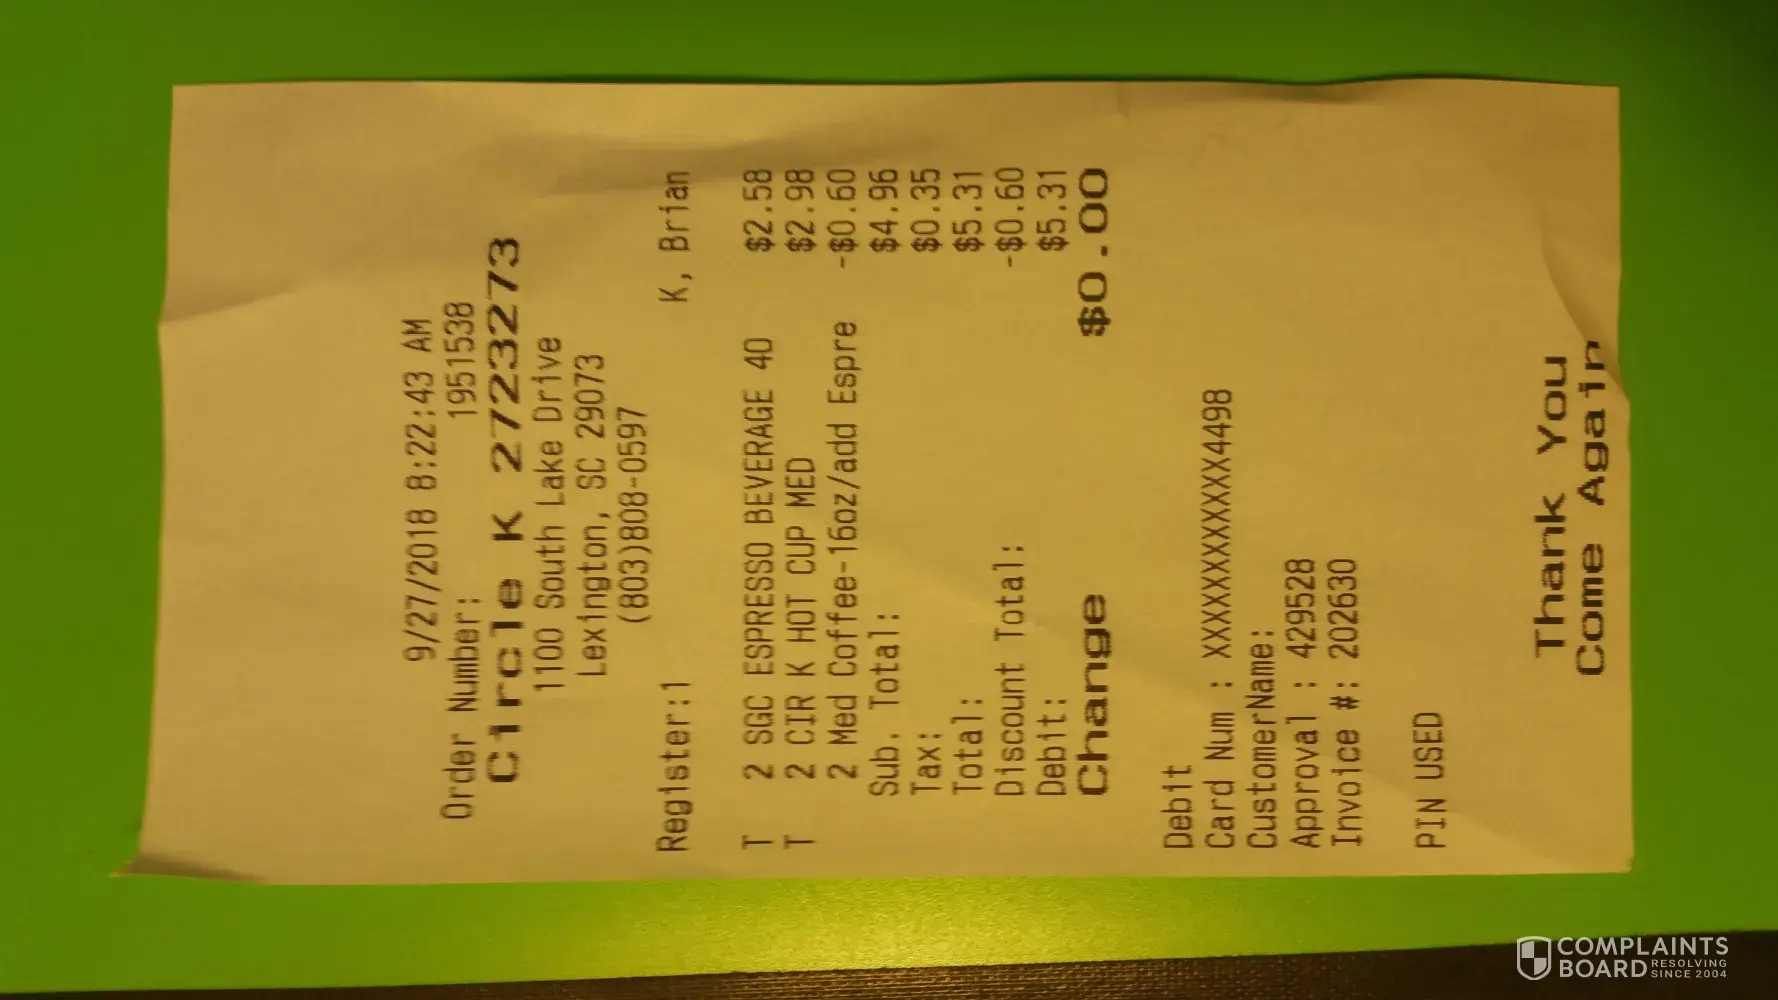 9/27/2018 8:22:43 AM
Order Number: 1951538
Circle K 2723273
1100 South Lake Drive
Lexington, SC 29073
(803)808-0597
Register:1 K, Brian
T 2 SGC ESPRESSO BEVERAGE 40 $2.58
T 2 CIR K HOT CUP MED $2.98
2 Med Coffee-16oz/add Espre -$0.60
Sub. Total: $4.96
Tax: $0.35
Total: $5.31
Discount Total: -$0.60
Debit: $5.31
Change $0.00
Debit
Card Num : XXXXXXXXXXXX4498
CustomerName:
Approval : 429528
Invoice #: 202630
PIN USED
Thank You
Come Again
COMPLAINTS
BOARD RESOLVING SINCE 2004